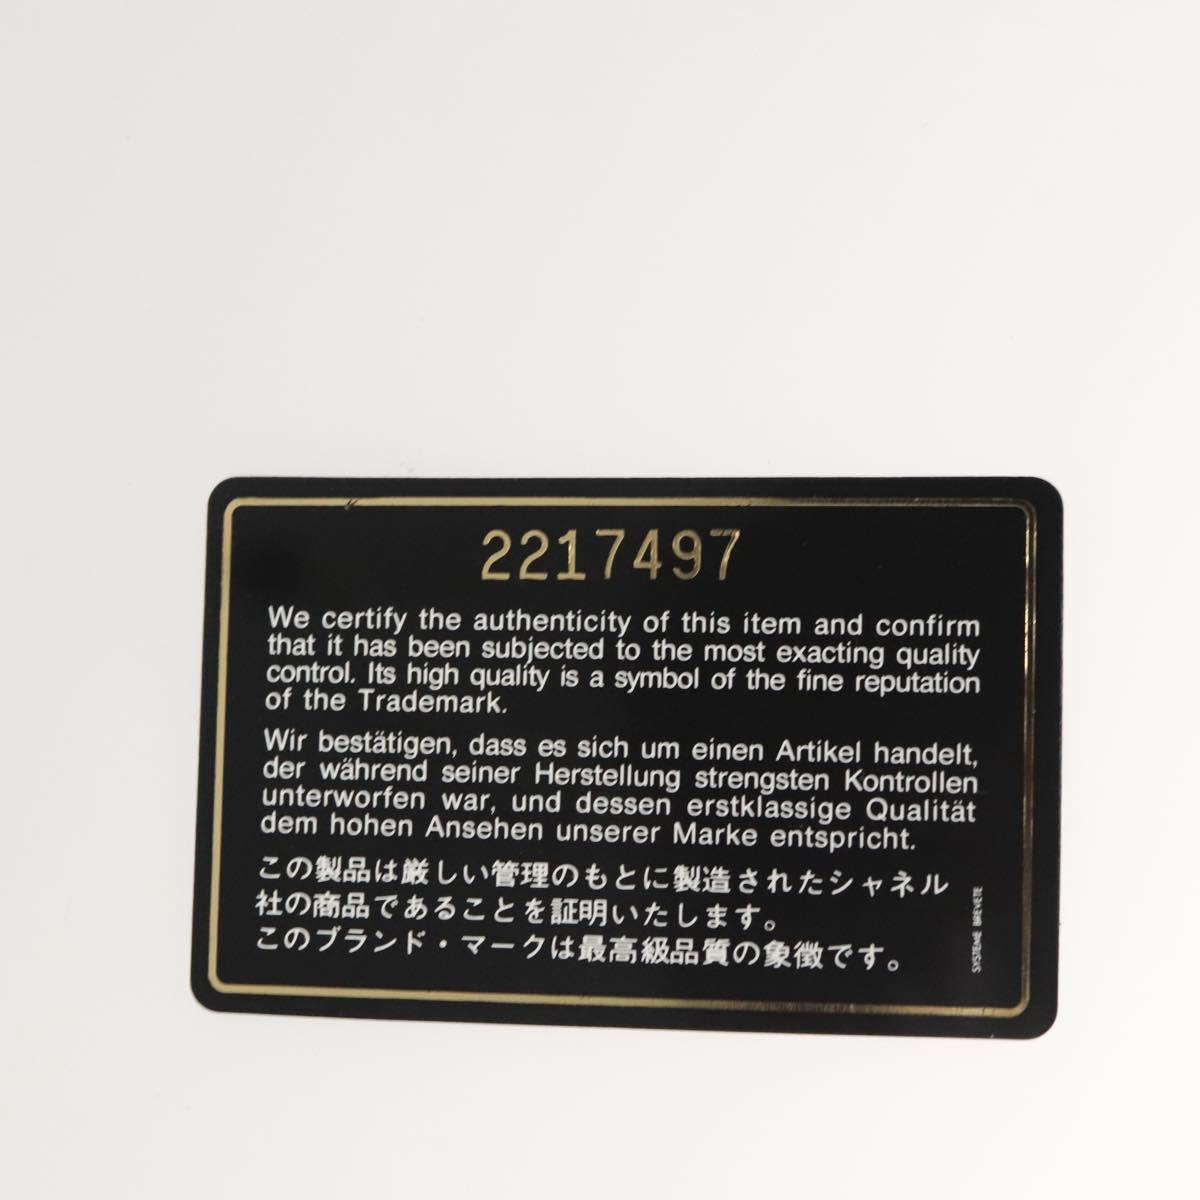 2217497
We certify the authenticity of this item and confirm
that it has been subjected to the most exacting quality
control. Its high quality is a symbol of the fine reputation
of the Trademark.
Wir bestätigen, dass es sich um einen Artikel handelt,
der während seiner Herstellung strengsten Kontrollen
unterworfen war, und dessen erstklassige Qualität
dem hohen Ansehen unserer Marke entspricht.
この製品は厳しい管理のもとに製造されたシャネル
社の商品であることを証明いたします。
このブランド・マークは最高級品質の象徴です。
SYSTEME BREVETE